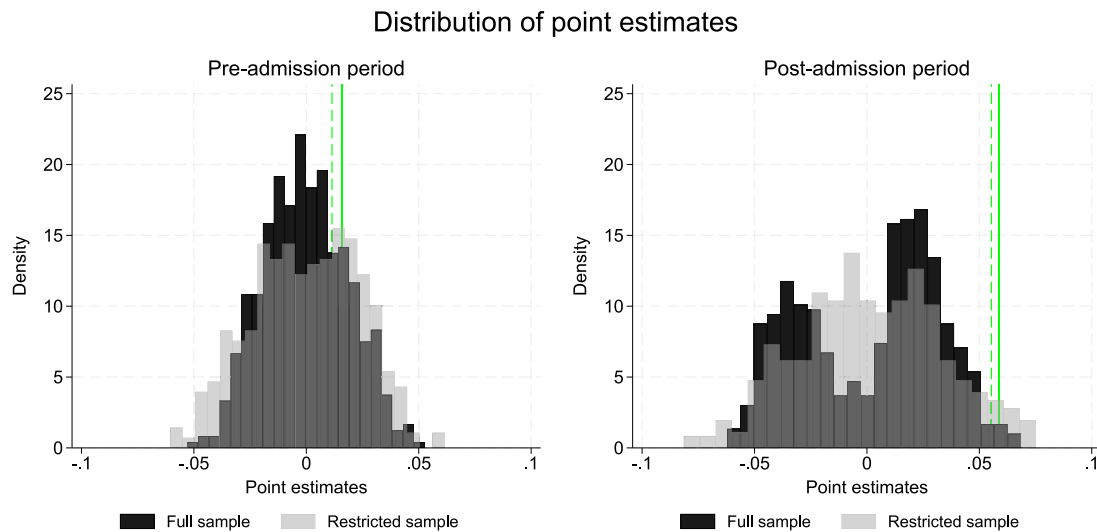 Distribution of point estimates
Pre-admission period
25
20
15
10
5
0
Density
-.1 -.05 0 .05 .1
Point estimates
Full sample Restricted sample
Post-admission period
25
20
15
10
5
0
Density
-.1 -.05 0 .05 .1
Point estimates
Full sample Restricted sample